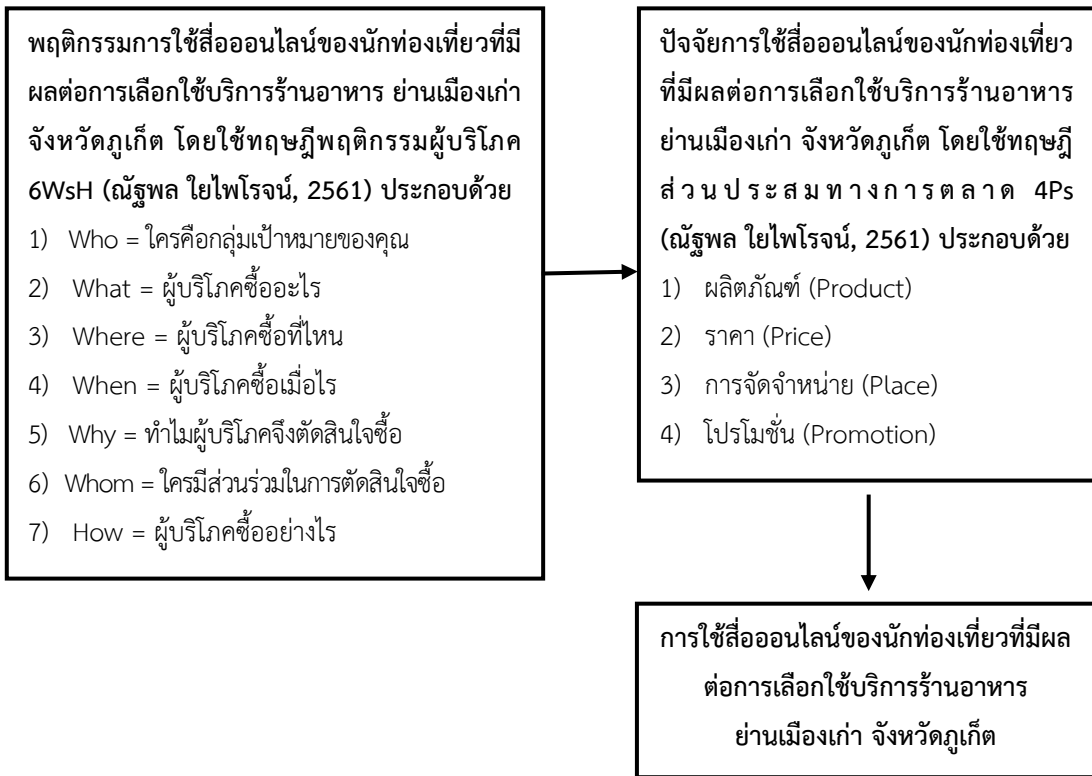 พฤติกรรมการใช้สื่อออนไลน์ของนักท่องเที่ยวที่มี
ผลต่อการเลือกใช้บริการร้านอาหาร ย่านเมืองเก่า
จังหวัดภูเก็ต โดยใช้ทฤษฎีพฤติกรรมผู้บริโภค
6WsH (ณัฐพล ใยไพโรจน์, 2561) ประกอบด้วย
1) Who = ใครคือกลุ่มเป้าหมายของคุณ
2) What = ผู้บริโภคซื้ออะไร
3) Where = ผู้บริโภคซื้อที่ไหน
4) When = ผู้บริโภคซื้อเมื่อไร
5) Why = ทำไมผู้บริโภคจึงตัดสินใจซื้อ
6) Whom = ใครมีส่วนร่วมในการตัดสินใจซื้อ
7) How = ผู้บริโภคซื้ออย่างไร
ปัจจัยการใช้สื่อออนไลน์ของนักท่องเที่ยว
ที่มีผลต่อการเลือกใช้บริการร้านอาหาร
ย่านเมืองเก่า จังหวัดภูเก็ต โดยใช้ทฤษฎี
ส่วนประสมทางการตลาด 4Ps
(ณัฐพล ใยไพโรจน์, 2561) ประกอบด้วย
1) ผลิตภัณฑ์ (Product)
2) ราคา (Price)
3) การจัดจำหน่าย (Place)
4) โปรโมชั่น (Promotion)
การใช้สื่อออนไลน์ของนักท่องเที่ยวที่มีผล
ต่อการเลือกใช้บริการร้านอาหาร
ย่านเมืองเก่า จังหวัดภูเก็ต